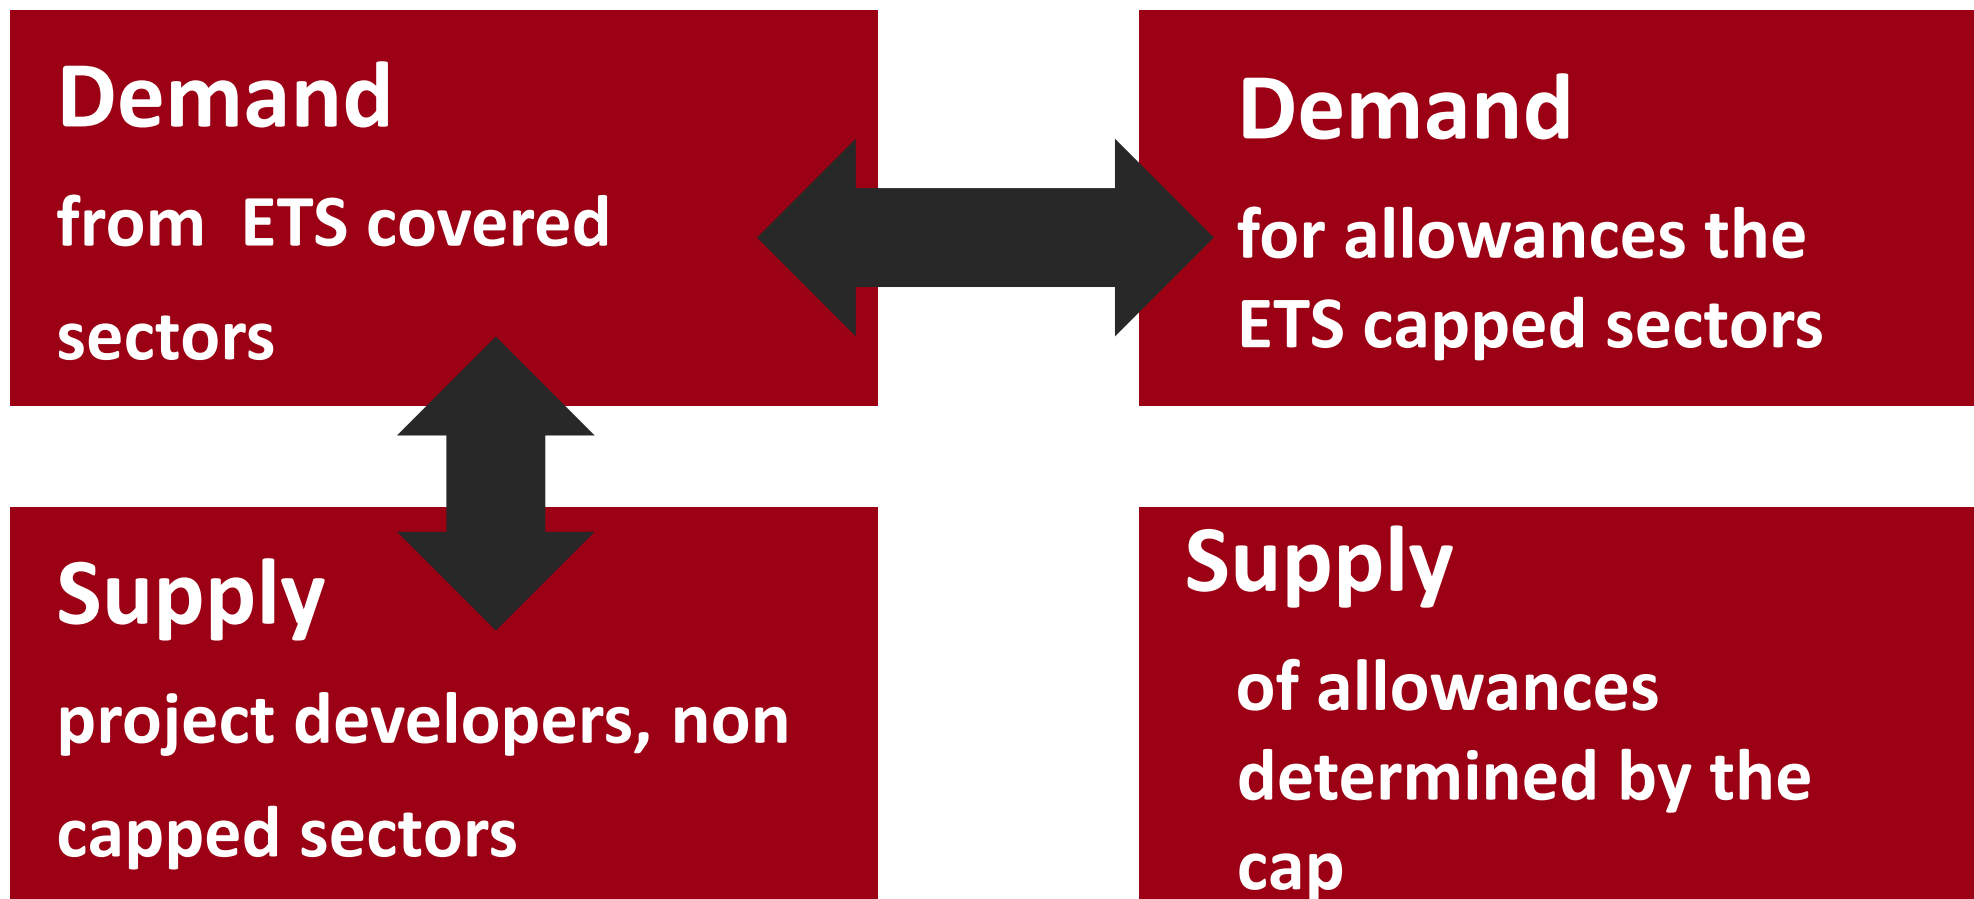 Demand
from  ETS covered
sectors
Demand
for allowances the
ETS capped sectors
Supply
project developers, non
capped sectors
Supply
of allowances
determined by the
cap